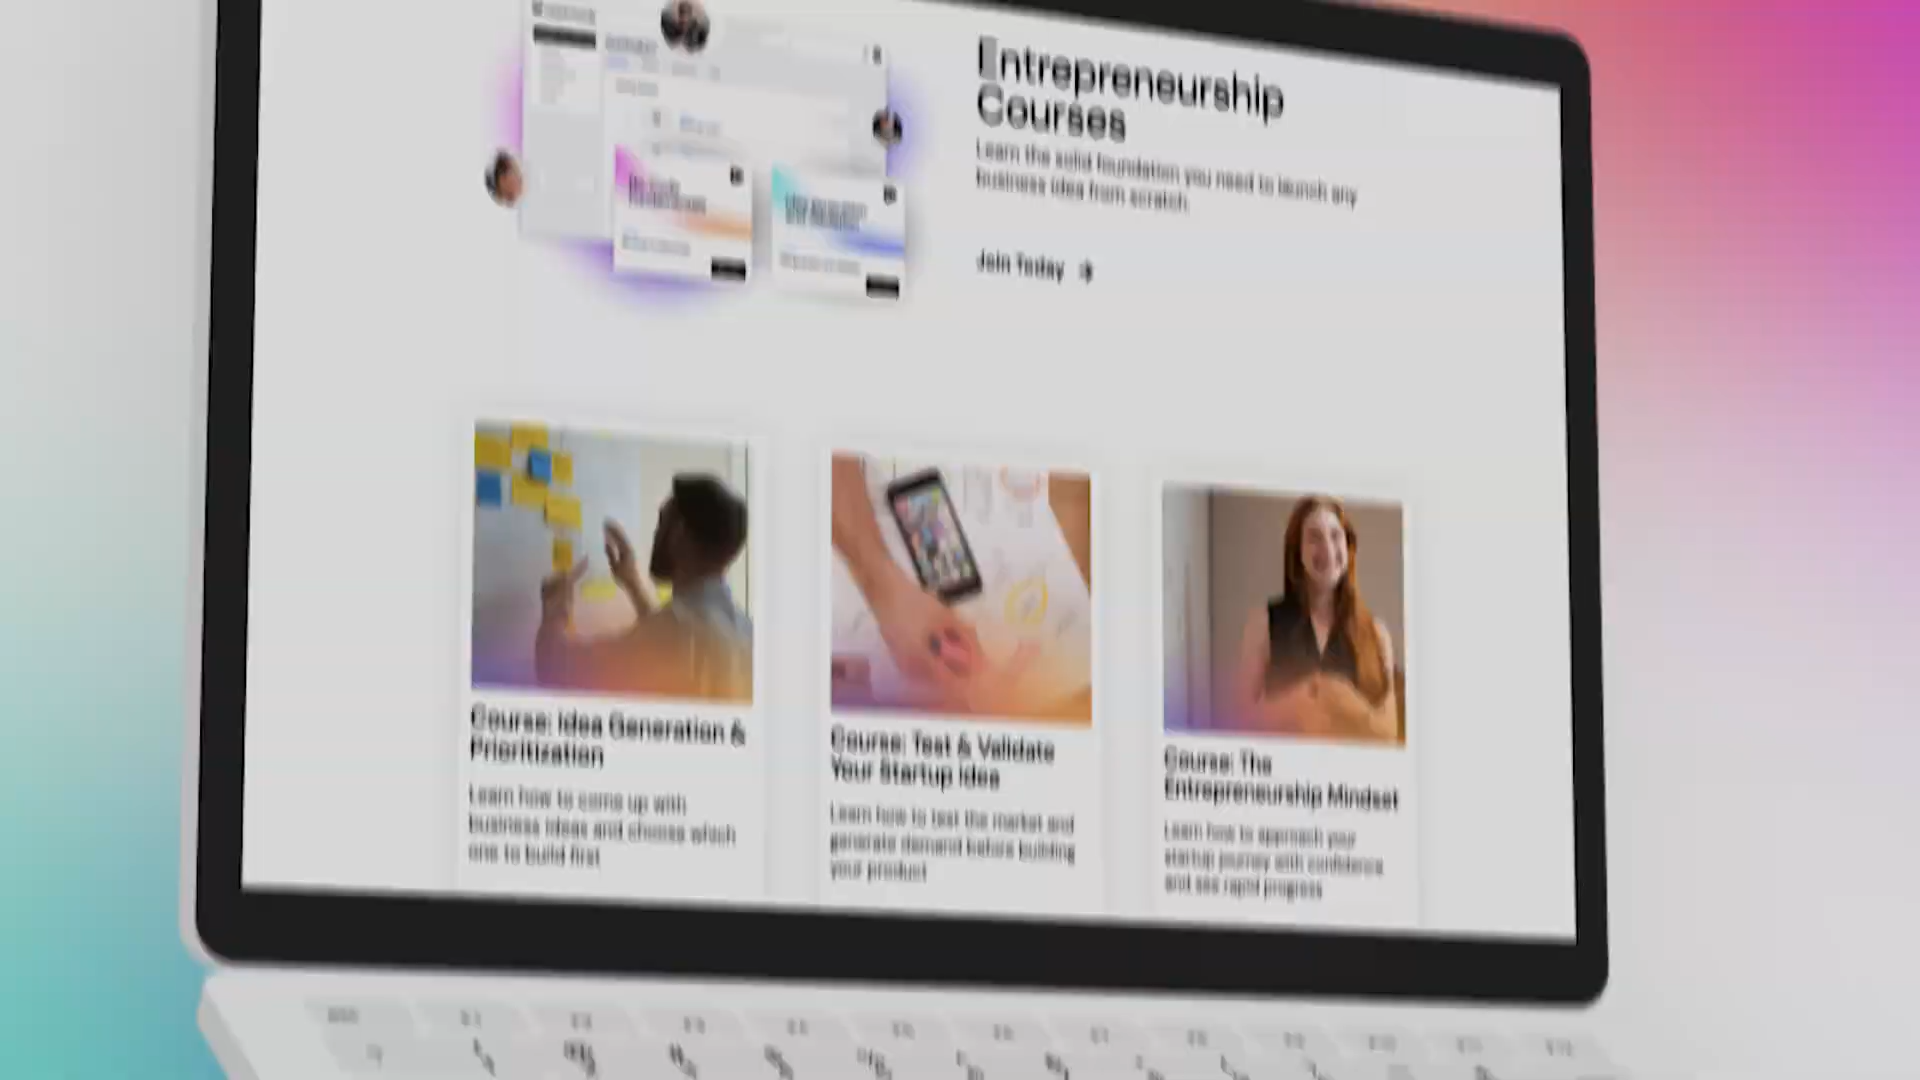 Entrepreneurship
Courses
Learn the solid foundation you need to launch any
business idea from scratch.
Join Today →
Course: Idea Generation &
Prioritization
Learn how to come up with
business ideas and choose which
one to build first
Course: Test & Validate
Your Startup Idea
Learn how to test the market and
generate demand before building
your product
Course: The
Entrepreneurship Mindset
Learn how to approach your
startup journey with confidence
and see rapid progress